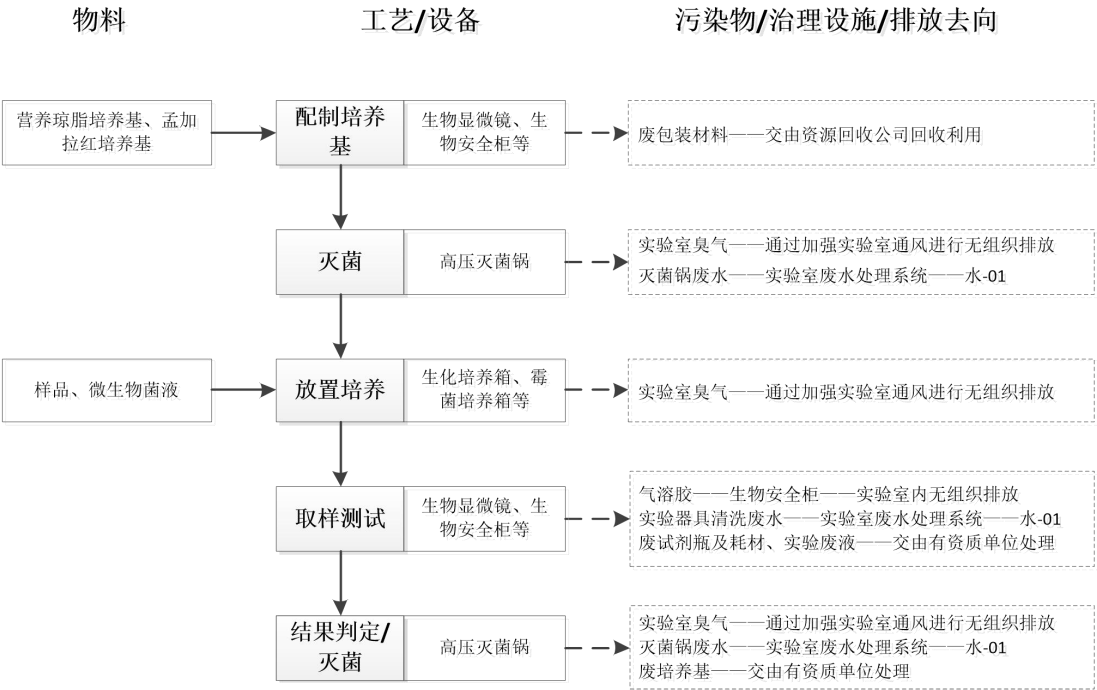 物料
工艺/设备
污染物/治理设施/排放去向
营养琼脂培养基、孟加
拉红培养基
配制培养
基
生物显微镜、生
物安全柜等
废包装材料——交由资源回收公司回收利用
灭菌
高压灭菌锅
实验室臭气——通过加强实验室通风进行无组织排放
灭菌锅废水——实验室废水处理系统——水-01
样品、微生物菌液
放置培养
生化培养箱、霉
菌培养箱等
实验室臭气——通过加强实验室通风进行无组织排放
取样测试
生物显微镜、生
物安全柜等
气溶胶——生物安全柜——实验室内无组织排放
实验器具清洗废水——实验室废水处理系统——水-01
废试剂瓶及耗材、实验废液——交由有资质单位处理
结果判定/
灭菌
高压灭菌锅
实验室臭气——通过加强实验室通风进行无组织排放
灭菌锅废水——实验室废水处理系统——水-01
废培养基——交由有资质单位处理